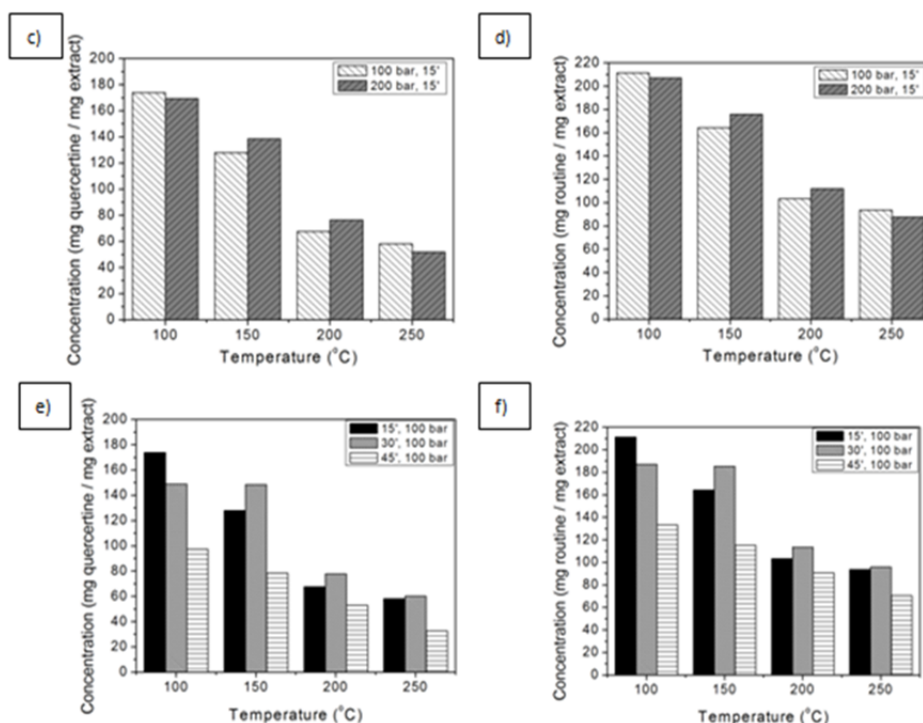 c)
Concentration (mg quercertine / mg extract)
200
180
160
140
120
100
80
60
40
20
0
100 bar, 15'
200 bar, 15'
100 150 200 250
Temperature (°C)
d)
Concentration (mg routine / mg extract)
220
200
180
160
140
120
100
80
60
40
20
0
100 bar, 15'
200 bar, 15'
100 150 200 250
Temperature (°C)
e)
Concentration (mg quercertine / mg extract)
200
180
160
140
120
100
80
60
40
20
0
15', 100 bar
30', 100 bar
45', 100 bar
100 150 200 250
Temperature (°C)
f)
Concentration (mg routine / mg extract)
220
200
180
160
140
120
100
80
60
40
20
0
15', 100 bar
30', 100 bar
45', 100 bar
100 150 200 250
Temperature (°C)